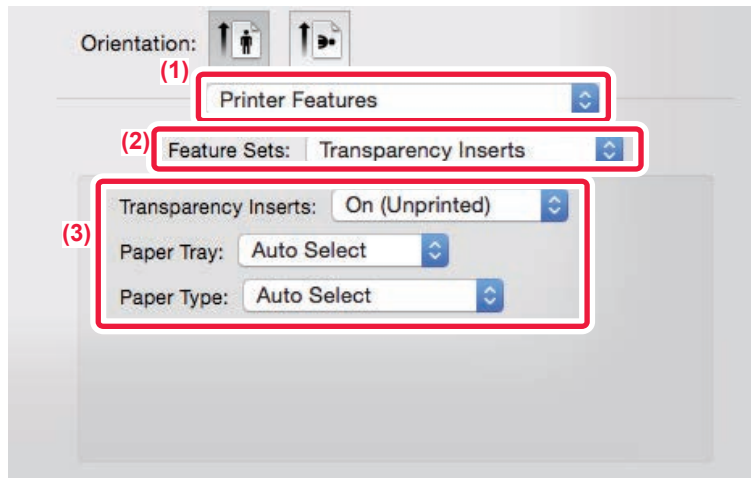 Orientation:
(1)
Printer Features
(2)
Feature Sets: Transparency Inserts
Transparency Inserts: On (Unprinted)
(3)
Paper Tray: Auto Select
Paper Type: Auto Select